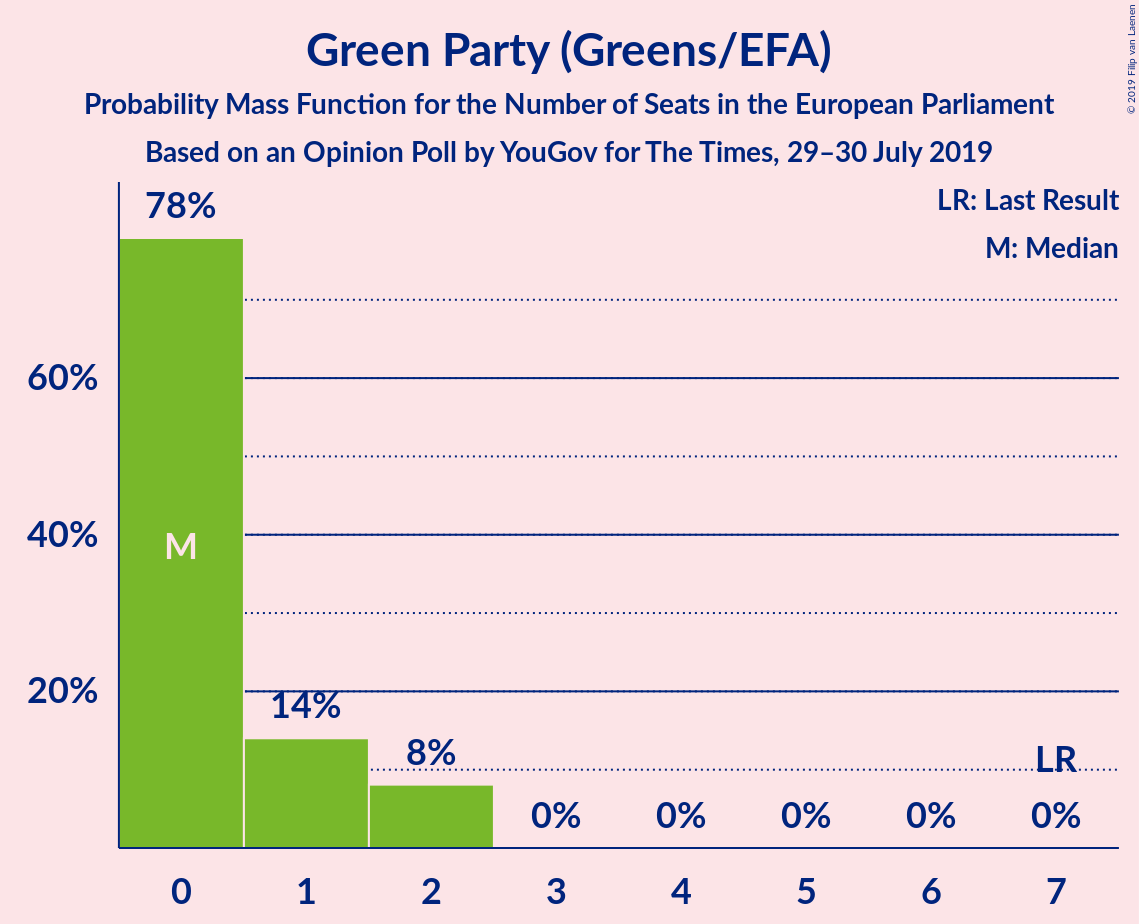 Green Party (Greens/EFA)
Probability Mass Function for the Number of Seats in the European Parliament
Based on an Opinion Poll by YouGov for The Times, 29–30 July 2019
© 2019 Filip van Laenen
LR: Last Result
M: Median
78%
60%
40%
M
20%
14%
8%
LR
0%
0%
0%
0%
0%
0
1
2
3
4
5
6
7